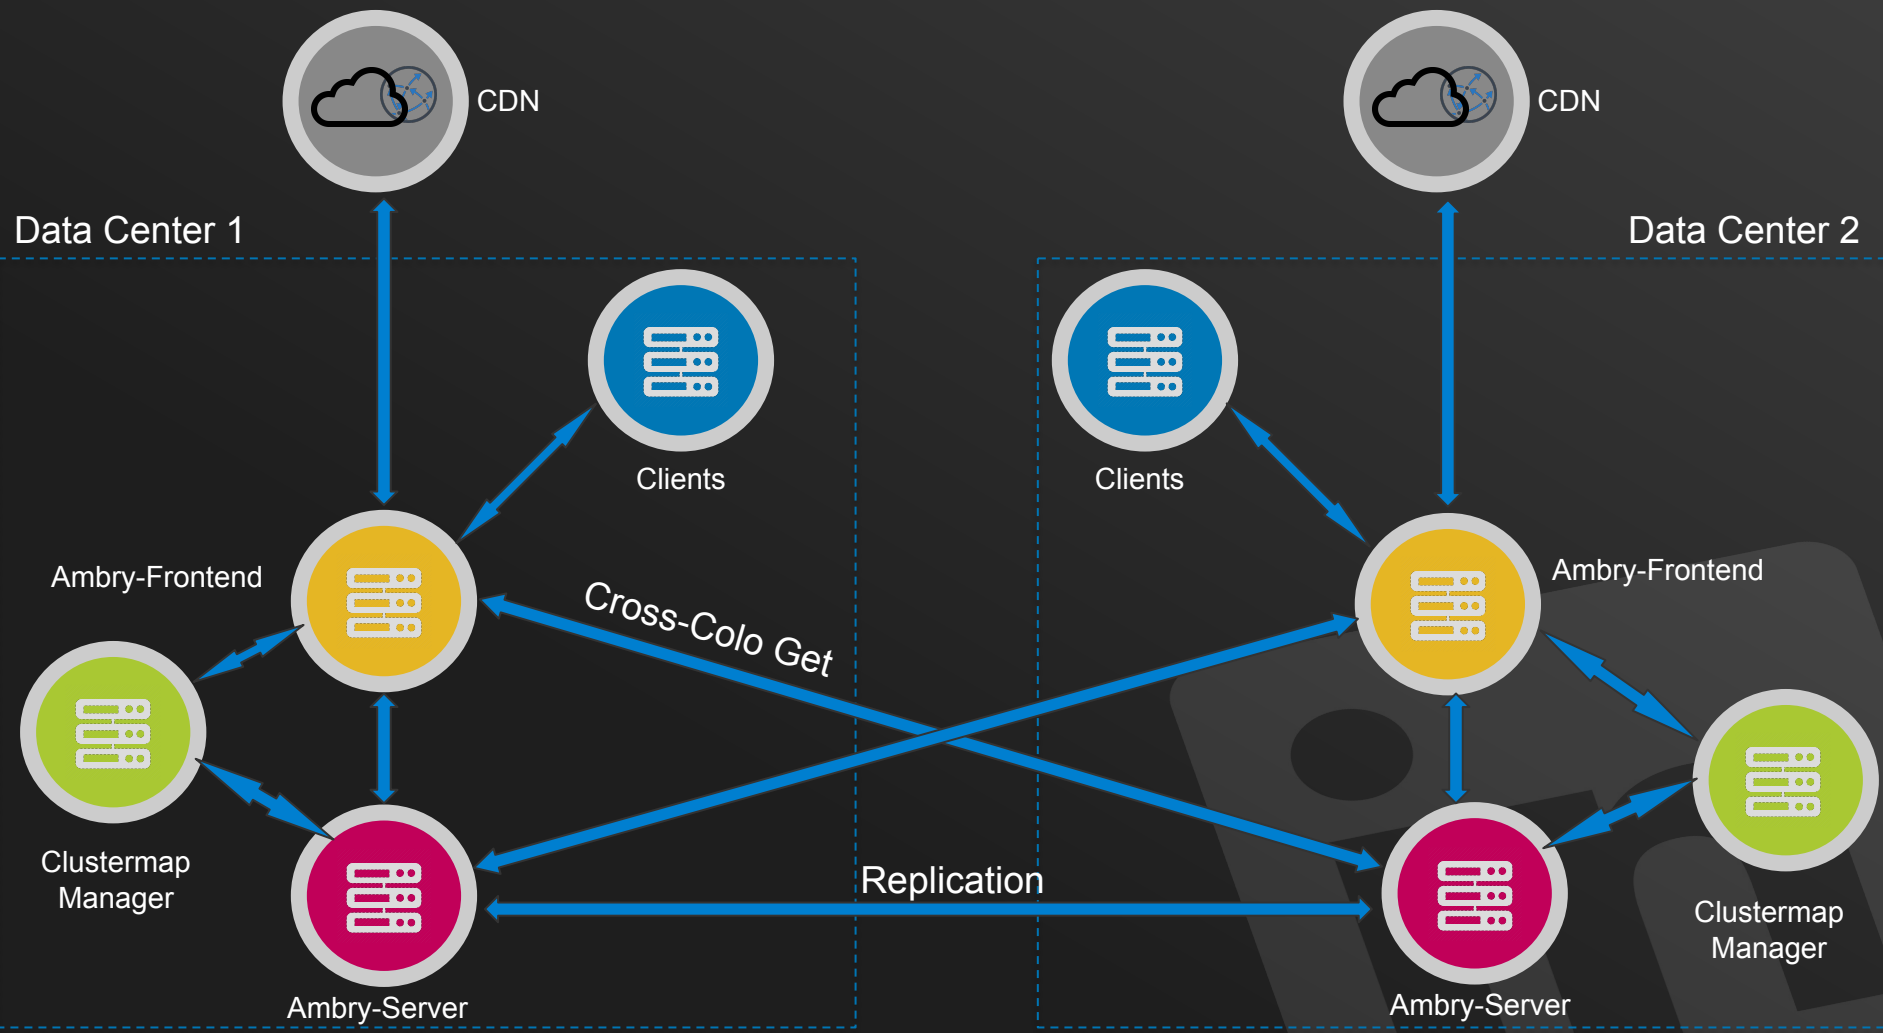 CDN
CDN
Data Center 1
Data Center 2
Clients
Clients
Ambry-Frontend
Ambry-Frontend
Cross-Colo Get
Clustermap
Manager
Replication
Clustermap
Manager
Ambry-Server
Ambry-Server